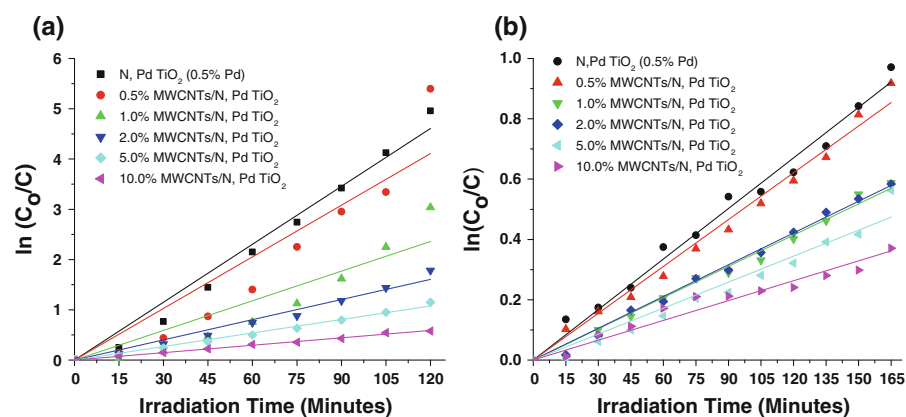 (a)
6
5
4
3
2
1
0
ln (C₀/C)
N, Pd TiO₂ (0.5% Pd)
0.5% MWCNTs/N, Pd TiO₂
1.0% MWCNTs/N, Pd TiO₂
2.0% MWCNTs/N, Pd TiO₂
5.0% MWCNTs/N, Pd TiO₂
10.0% MWCNTs/N, Pd TiO₂
0 15 30 45 60 75 90 105 120
Irradiation Time (Minutes)
(b)
1.0
0.8
0.6
0.4
0.2
0.0
ln(C₀/C)
N,Pd TiO₂ (0.5% Pd)
0.5% MWCNTs/N, Pd TiO₂
1.0% MWCNTs/N, Pd TiO₂
2.0% MWCNTs/N, Pd TiO₂
5.0% MWCNTs/N, Pd TiO₂
10.0% MWCNTs/N, Pd TiO₂
0 15 30 45 60 75 90 105 120 135 150 165
Irradiation Time (Minutes)